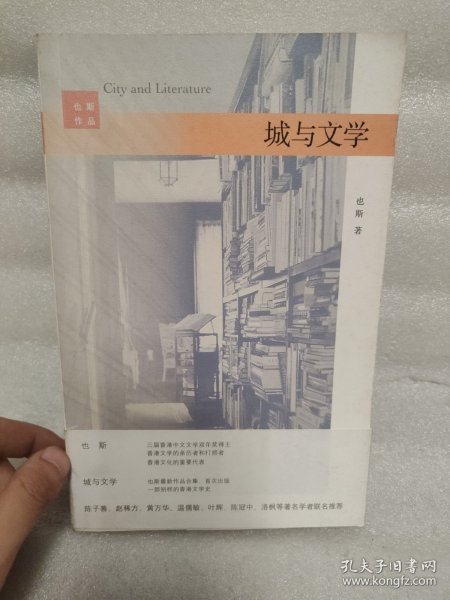 City and Literature
也斯
作品
城与文学
也斯 著
也 斯
三届香港中文文学双年奖得主
香港文学的亲历者和打照者
香港文化的重要代表
城与文学
也斯最新作品合集 首次出版
一部别样的香港文学史
陈子善、赵稀方、黄万华、温儒敏、叶辉、陈冠中、洛枫等著名学者联名推荐
孔夫子旧书网
www.kongfz.com